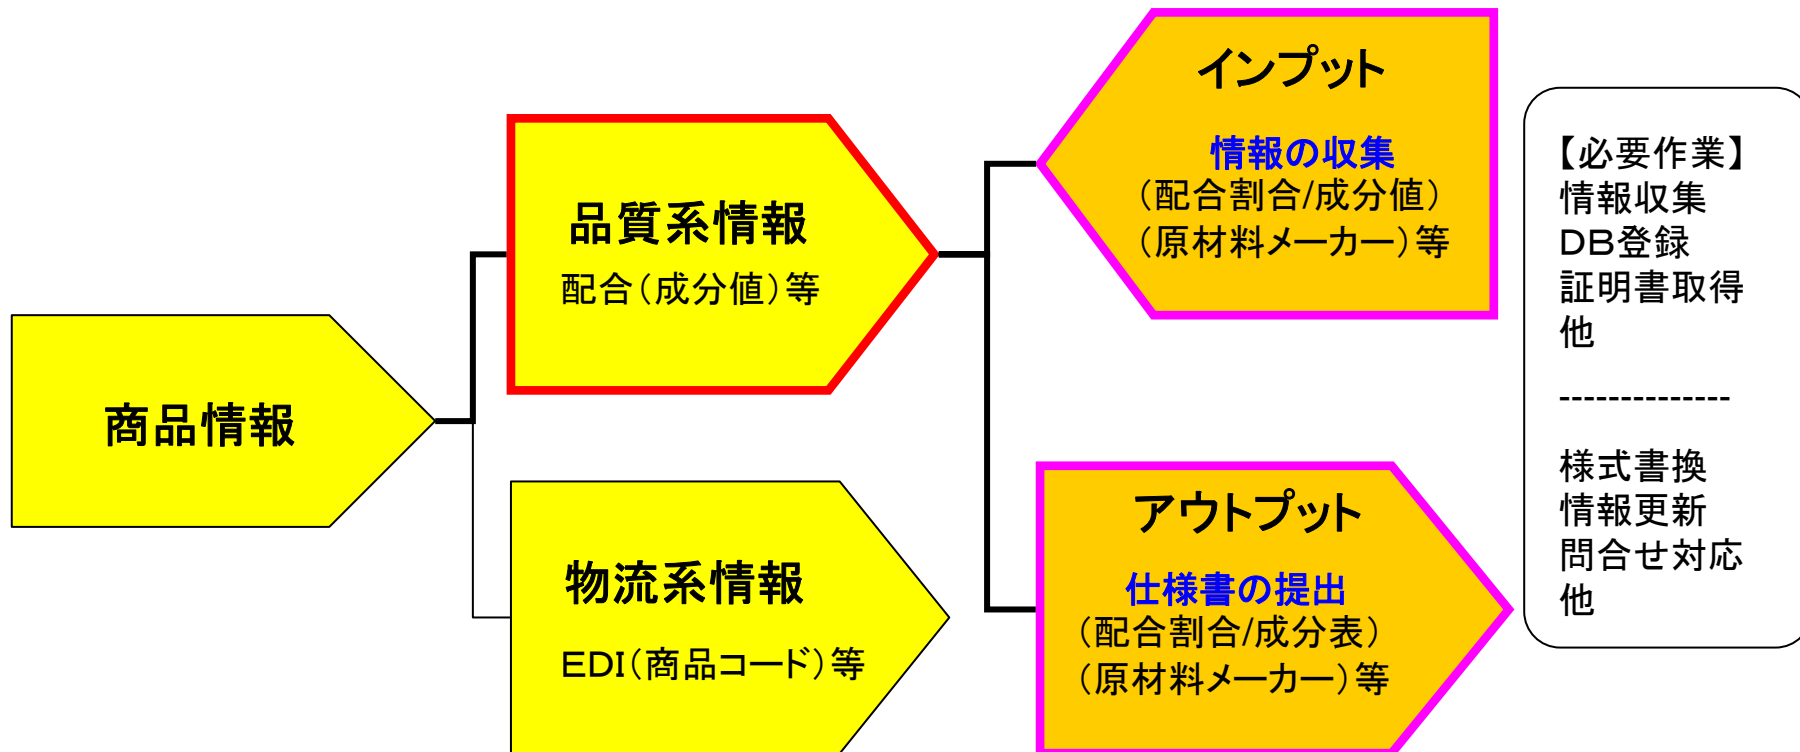 商品情報
品質系情報
配合（成分値）等
物流系情報
EDI（商品コード）等
インプット
情報の収集
（配合割合/成分値）
（原材料メーカー）等
アウトプット
仕様書の提出
（配合割合/成分表）
（原材料メーカー）等
【必要作業】
情報収集
ＤＢ登録
証明書取得
他
--------------
様式書換
情報更新
問合せ対応
他